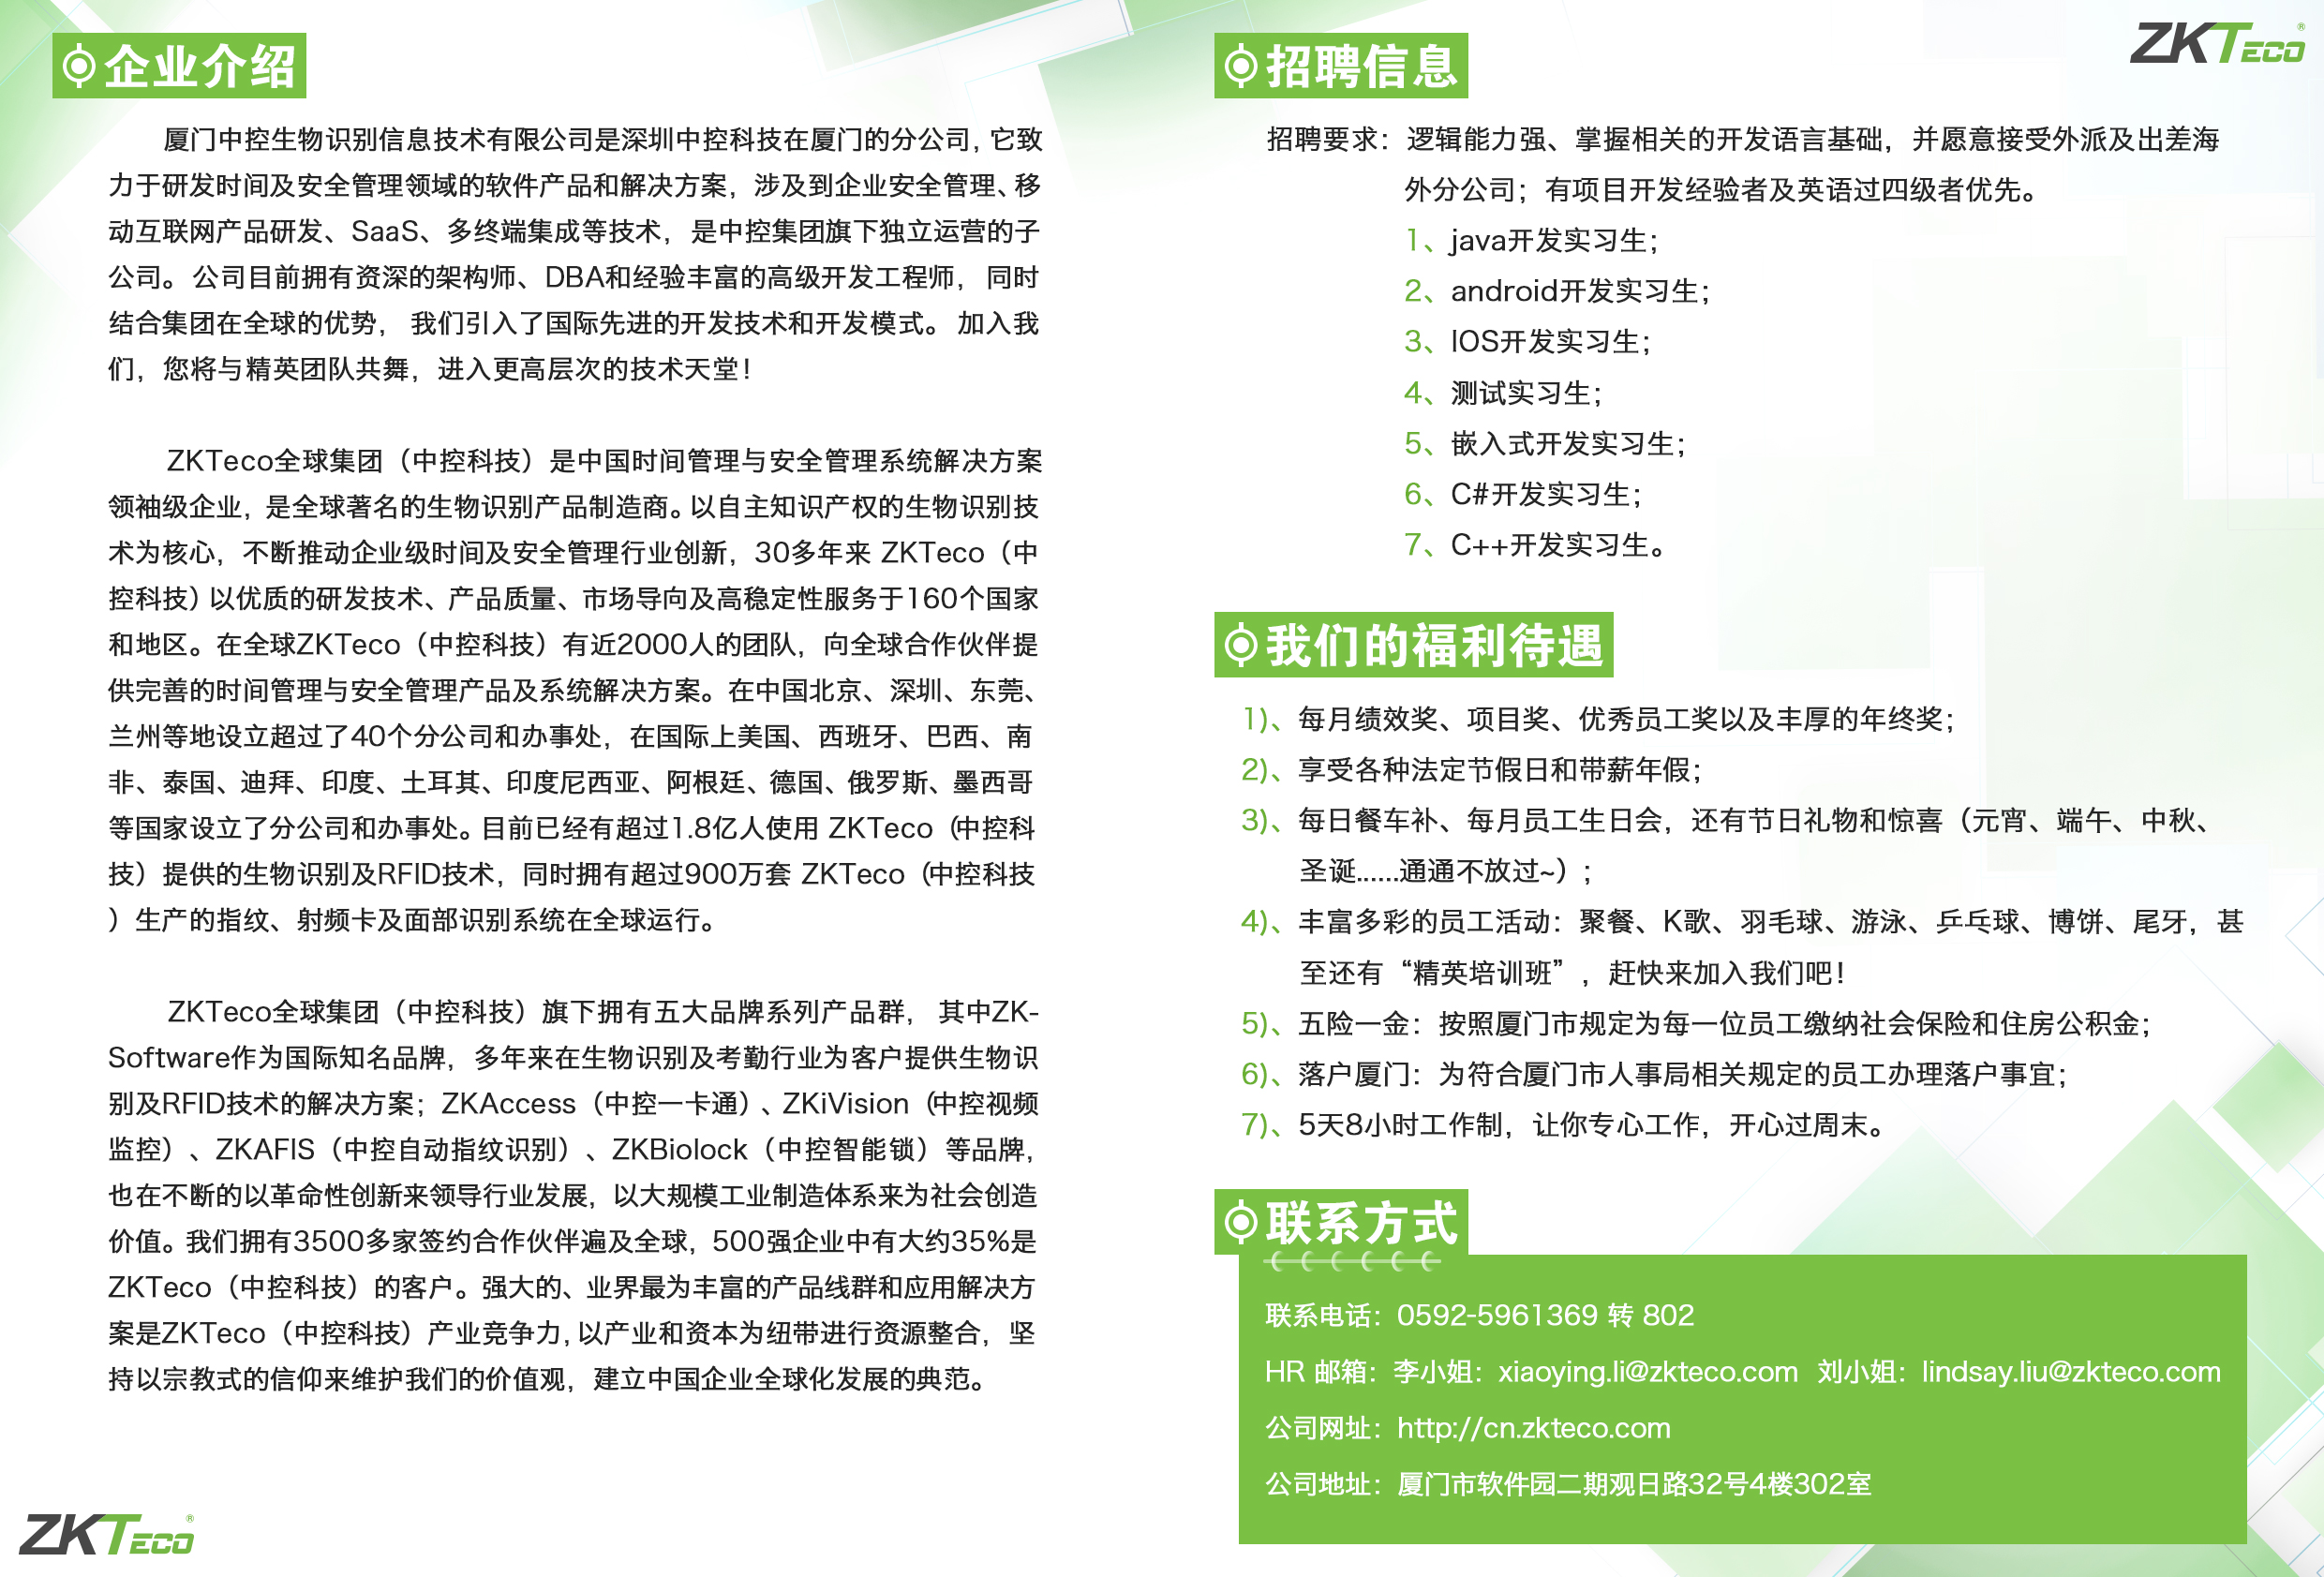 企业介绍
厦门中控生物识别信息技术有限公司是深圳中控科技在厦门的分公司，它致
力于研发时间及安全管理领域的软件产品和解决方案，涉及到企业安全管理、移
动互联网产品研发、SaaS、多终端集成等技术，是中控集团旗下独立运营的子
公司。公司目前拥有资深的架构师、DBA和经验丰富的高级开发工程师，同时
结合集团在全球的优势，我们引入了国际先进的开发技术和开发模式。加入我
们，您将与精英团队共舞，进入更高层次的技术天堂！
ZKTeco全球集团（中控科技）是中国时间管理与安全管理系统解决方案
领袖级企业，是全球著名的生物识别产品制造商。以自主知识产权的生物识别技
术为核心，不断推动企业级时间及安全管理行业创新，30多年来 ZKTeco（中
控科技）以优质的研发技术、产品质量、市场导向及高稳定性服务于160个国家
和地区。在全球ZKTeco（中控科技）有近2000人的团队，向全球合作伙伴提
供完善的时间管理与安全管理产品及系统解决方案。在中国北京、深圳、东莞、
兰州等地设立超过了40个分公司和办事处，在国际上美国、西班牙、巴西、南
非、泰国、迪拜、印度、土耳其、印度尼西亚、阿根廷、德国、俄罗斯、墨西哥
等国家设立了分公司和办事处。目前已经有超过1.8亿人使用 ZKTeco（中控科
技）提供的生物识别及RFID技术，同时拥有超过900万套 ZKTeco（中控科技
）生产的指纹、射频卡及面部识别系统在全球运行。
ZKTeco全球集团（中控科技）旗下拥有五大品牌系列产品群，其中ZK-
Software作为国际知名品牌，多年来在生物识别及考勤行业为客户提供生物识
别及RFID技术的解决方案；ZKAccess（中控一卡通）、ZKiVision（中控视频
监控）、ZKAFIS（中控自动指纹识别）、ZKBiolock（中控智能锁）等品牌，
也在不断的以革命性创新来领导行业发展，以大规模工业制造体系来为社会创造
价值。我们拥有3500多家签约合作伙伴遍及全球，500强企业中有大约35%是
ZKTeco（中控科技）的客户。强大的、业界最为丰富的产品线群和应用解决方
案是ZKTeco（中控科技）产业竞争力，以产业和资本为纽带进行资源整合，坚
持以宗教式的信仰来维护我们的价值观，建立中国企业全球化发展的典范。
ZKTECO®
ZKTECO®
招聘信息
招聘要求：逻辑能力强、掌握相关的开发语言基础，并愿意接受外派及出差海
外分公司；有项目开发经验者及英语过四级者优先。
1、java开发实习生；
2、android开发实习生；
3、IOS开发实习生；
4、测试实习生；
5、嵌入式开发实习生；
6、C#开发实习生；
7、C++开发实习生。
我们的福利待遇
1)、每月绩效奖、项目奖、优秀员工奖以及丰厚的年终奖；
2)、享受各种法定节假日和带薪年假；
3)、每日餐车补、每月员工生日会，还有节日礼物和惊喜（元宵、端午、中秋、
圣诞......通通不放过~）；
4)、丰富多彩的员工活动：聚餐、K歌、羽毛球、游泳、乒乓球、博饼、尾牙，甚
至还有“精英培训班”，赶快来加入我们吧！
5)、五险一金：按照厦门市规定为每一位员工缴纳社会保险和住房公积金；
6)、落户厦门：为符合厦门市人事局相关规定的员工办理落户事宜；
7)、5天8小时工作制，让你专心工作，开心过周末。
联系方式
联系电话：0592-5961369 转 802
HR 邮箱：李小姐：xiaoying.li@zkteco.com 刘小姐：lindsay.liu@zkteco.com
公司网址：http://cn.zkteco.com
公司地址：厦门市软件园二期观日路32号4楼302室